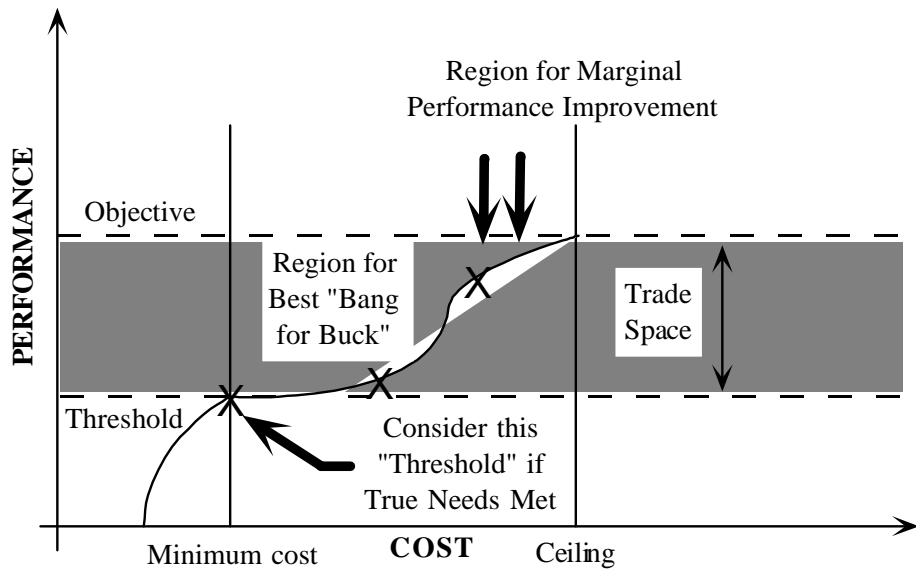 Region for Marginal
Performance Improvement
PERFORMANCE
Objective
Region for
Best "Bang
for Buck"
X
Trade
Space
X
X
Threshold
Consider this
"Threshold" if
True Needs Met
Minimum cost
COST
Ceiling